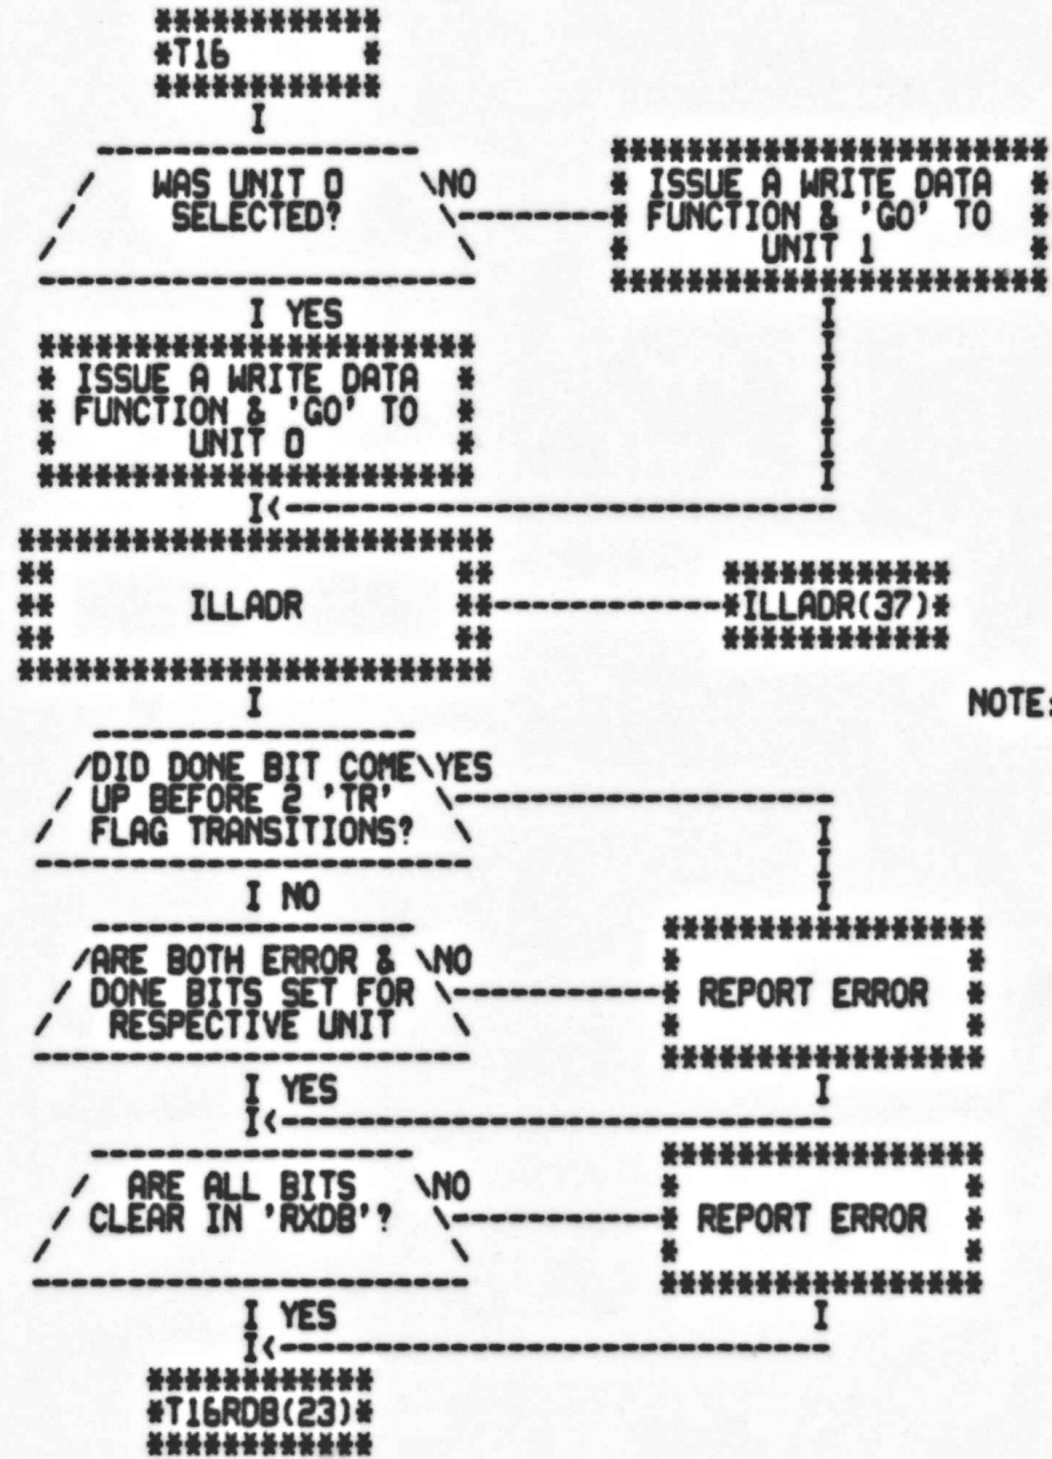 T16
WAS UNIT 0
SELECTED?
NO
ISSUE A WRITE DATA
FUNCTION & 'GO' TO
UNIT 1
YES
ISSUE A WRITE DATA
FUNCTION & 'GO' TO
UNIT 0
ILLADR
ILLADR(37)
NOTE:
DID DONE BIT COME
UP BEFORE 2 'TR'
FLAG TRANSITIONS?
YES
NO
ARE BOTH ERROR &
DONE BITS SET FOR
RESPECTIVE UNIT
NO
REPORT ERROR
YES
ARE ALL BITS
CLEAR IN 'RXDB'?
NO
REPORT ERROR
YES
T16RDB(23)